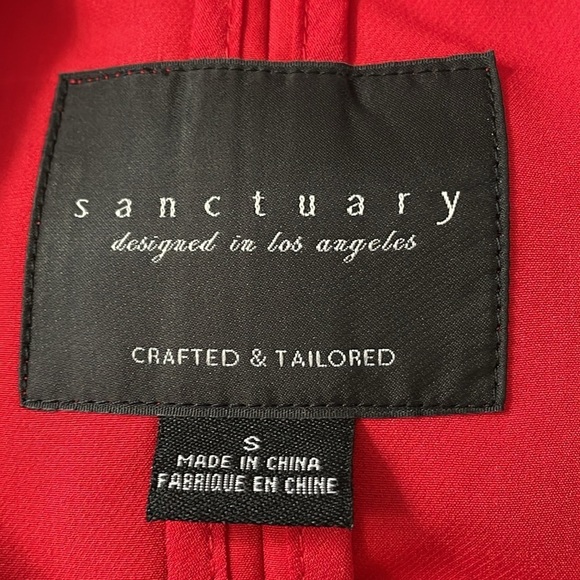 sanctuary
designed in los angeles
CRAFTED & TAILORED
S
MADE IN CHINA
FABRIQUE EN CHINE